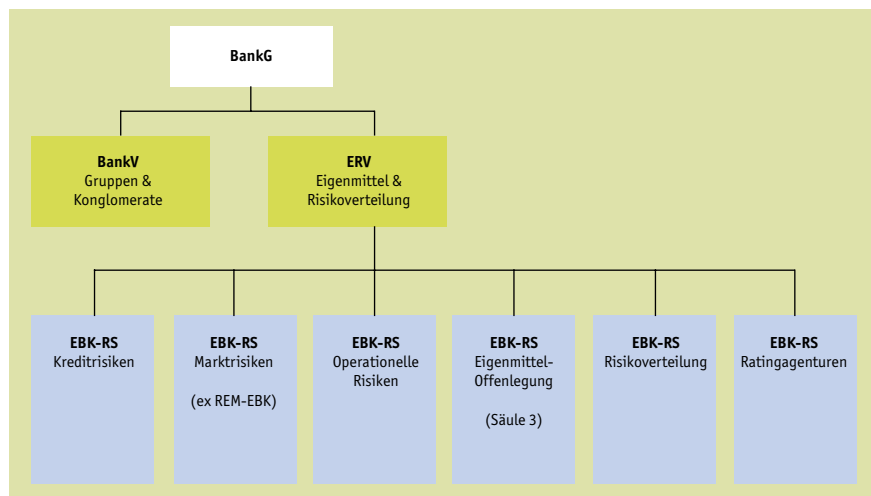 BankG
BankV
Gruppen &
Konglomerate
ERV
Eigenmittel &
Risikoverteilung
EBK-RS
Kreditrisiken
EBK-RS
Marktrisiken
(ex REM-EBK)
EBK-RS
Operationelle
Risiken
EBK-RS
Eigenmittel-
Offenlegung
(Säule 3)
EBK-RS
Risikoverteilung
EBK-RS
Ratingagenturen